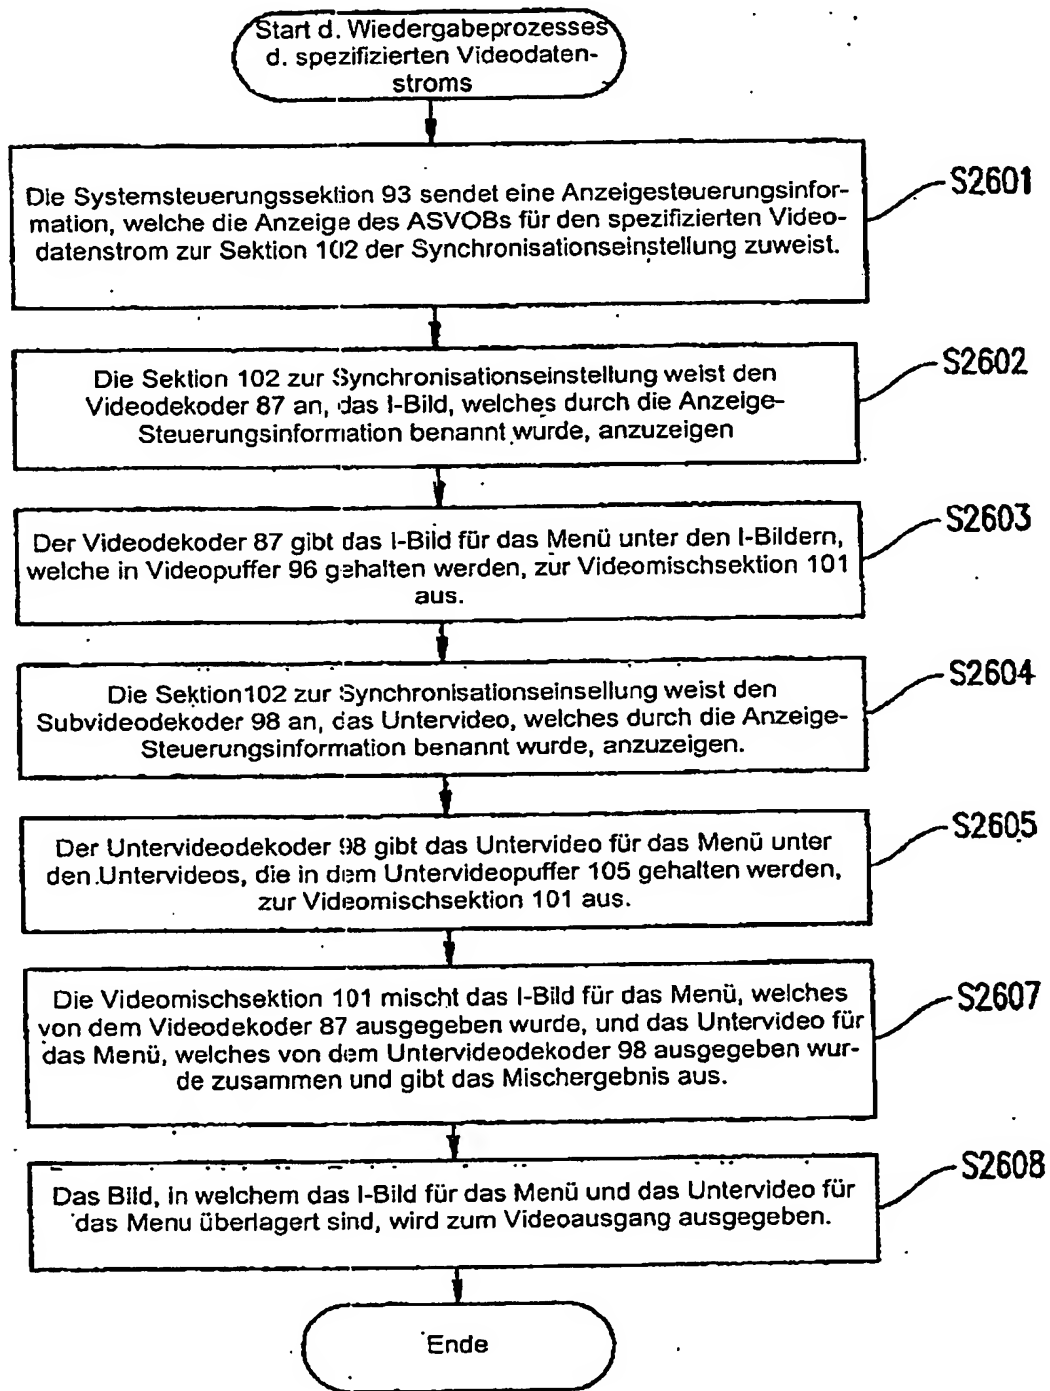 Start d. Wiedergabeprozesses
d. spezifizierten Videodaten-
stroms
Die Systemsteuerungssektion 93 sendet eine Anzeigesteuerungsinfor-
mation, welche die Anzeige des ASVOBs für den spezifizierten Video-
datenstrom zur Sektion 102 der Synchronisationseinstellung zuweist.
S2601
Die Sektion 102 zur Synchronisationseinstellung weist den
Videodekoder 87 an, das I-Bild, welches durch die Anzeige-
Steuerungsinformation benannt wurde, anzuzeigen
S2602
Der Videodekoder 87 gibt das I-Bild für das Menü unter den I-Bildern,
welche in Videopuffer 96 gehalten werden, zur Videomischsektion 101
aus.
S2603
Die Sektion102 zur Synchronisationseinsellung weist den
Subvideodekoder 98 an, das Untervideo, welches durch die Anzeige-
Steuerungsinformation benannt wurde, anzuzeigen.
S2604
Der Untervideodekoder 98 gibt das Untervideo für das Menü unter
den Untervideos, die in dem Untervideopuffer 105 gehalten werden,
zur Videomischsektion 101 aus.
S2605
Die Videomischsektion 101 mischt das I-Bild für das Menü, welches
von dem Videodekoder 87 ausgegeben wurde, und das Untervideo für
das Menü, welches von dem Untervideodekoder 98 ausgegeben wur-
de zusammen und gibt das Mischergebnis aus.
S2607
Das Bild, in welchem das I-Bild für das Menü und das Untervideo für
das Menu überlagert sind, wird zum Videoausgang ausgegeben.
S2608
Ende